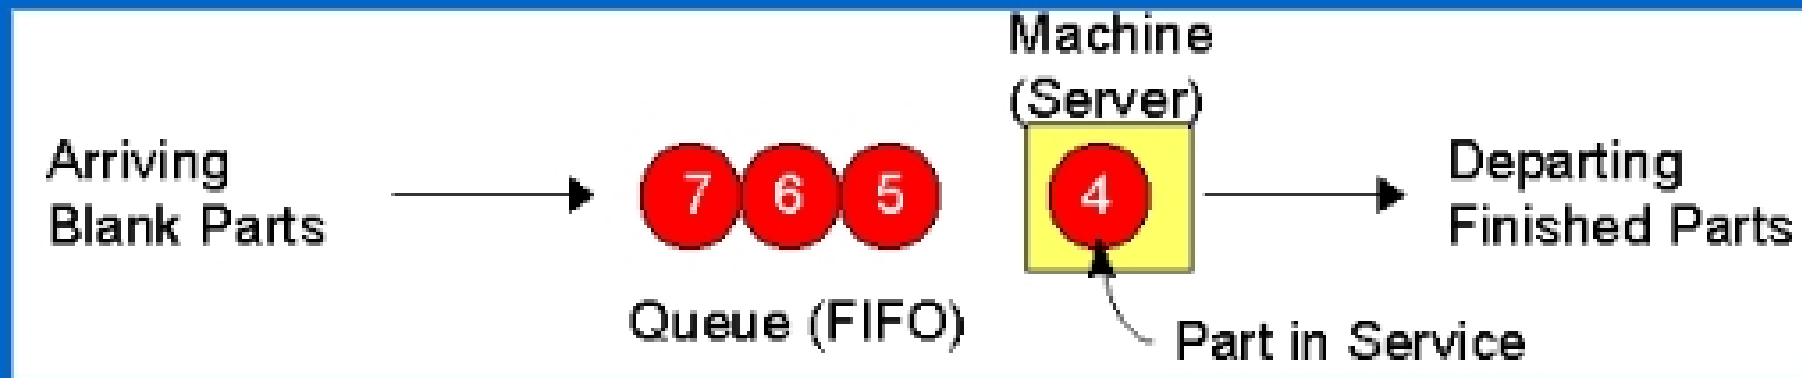 Machine
(Server)
Arriving
Blank Parts
7 6 5
4
Departing
Finished Parts
Queue (FIFO)
Part in Service